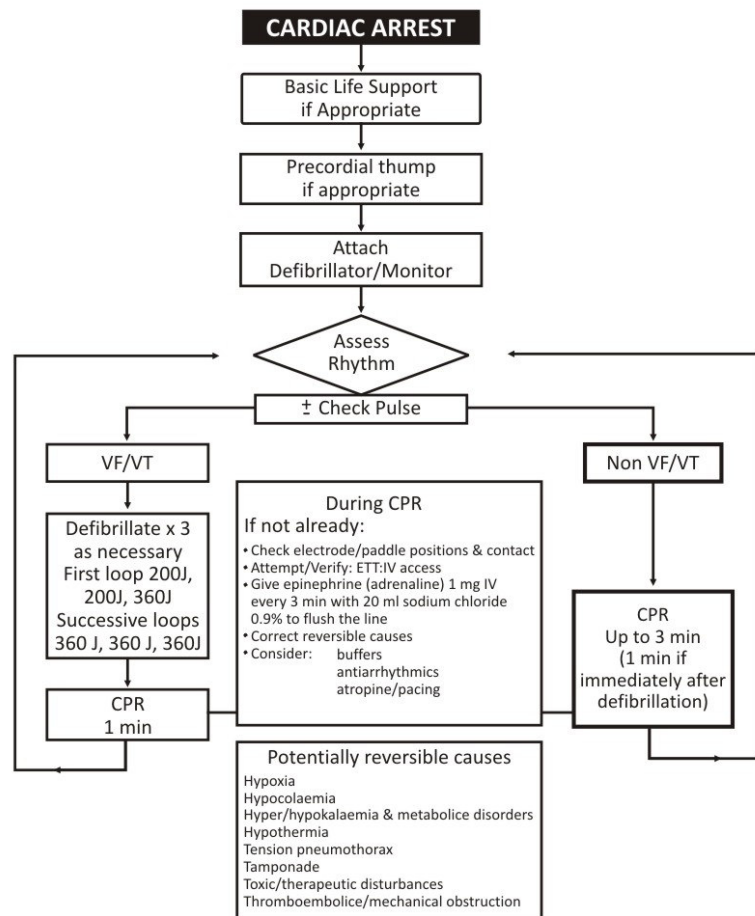 CARDIAC ARREST
Basic Life Support
if Appropriate
Precordial thump
if appropriate
Attach
Defibrillator/Monitor
Assess
Rhythm
± Check Pulse
VF/VT
Non VF/VT
Defibrillate x 3
as necessary
First loop 200J,
200J, 360J
Successive loops
360 J, 360 J, 360J
CPR
1 min
During CPR
If not already:
• Check electrode/paddle positions & contact
• Attempt/Verify: ETT:IV access
• Give epinephrine (adrenaline) 1 mg IV
every 3 min with 20 ml sodium chloride
0.9% to flush the line
• Correct reversible causes
• Consider: buffers
antiarrhythmics
atropine/pacing
CPR
Up to 3 min
(1 min if
immediately after
defibrillation)
Potentially reversible causes
Hypoxia
Hypocolaemia
Hyper/hypokalaemia & metabolice disorders
Hypothermia
Tension pneumothorax
Tamponade
Toxic/therapeutic disturbances
Thromboembolice/mechanical obstruction